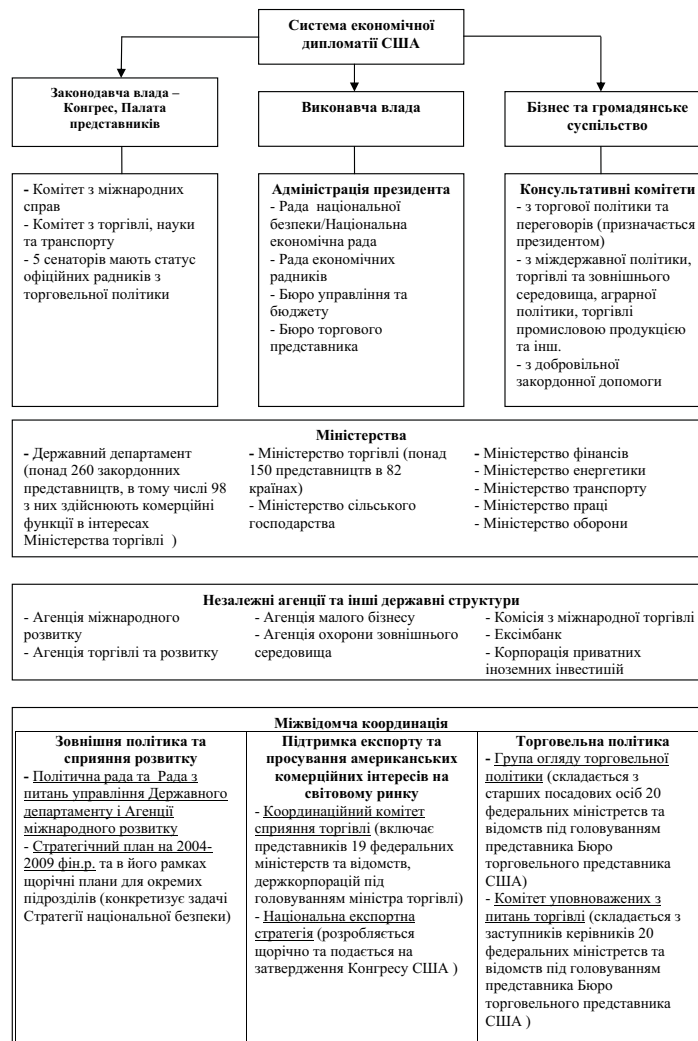 Система економічної
дипломатії США
Законодавча влада –
Конгрес, Палата
представників
Виконавча влада
Бізнес та громадянське
суспільство
- Комітет з міжнародних
справ
- Комітет з торгівлі, науки
та транспорту
- 5 сенаторів мають статус
офіційних радників з
торговельної політики
Адміністрація президента
- Рада національної
безпеки/Національна
економічна рада
- Рада економічних
радників
- Бюро управління та
бюджету
- Бюро торгового
представника
Консультативні комітети
- з торгової політики та
переговорів (призначається
президентом)
- з міждержавної політики,
торгівлі та зовнішнього
середовища, аграрної
політики, торгівлі
промисловою продукцією
та інш.
- з добровільної
закордонної допомоги
Міністерства
- Державний департамент
(понад 260 закордонних
представництв, в тому числі 98
з них здійснюють комерційні
функції в інтересах
Міністерства торгівлі )
- Міністерство торгівлі (понад
150 представництв в 82
країнах)
- Міністерство сільського
господарства
- Міністерство фінансів
- Міністерство енергетики
- Міністерство транспорту
- Міністерство праці
- Міністерство оборони
Незалежні агенції та інші державні структури
- Агенція міжнародного
розвитку
- Агенція торгівлі та розвитку
- Агенція малого бізнесу
- Агенція охорони зовнішнього
середовища
- Комісія з міжнародної торгівлі
- Ексімбанк
- Корпорація приватних
іноземних інвестицій
Міжвідомча координація
Зовнішня політика та
сприяння розвитку
- Політична рада та Рада з
питань управління Державного
департаменту і Агенції
міжнародного розвитку
- Стратегічний план на 2004-
2009 фін.р. та в його рамках
щорічні плани для окремих
підрозділів (конкретизує задачі
Стратегії національної безпеки)
Підтримка експорту та
просування американських
комерційних інтересів на
світовому ринку
- Координаційний комітет
сприяння торгівлі (включає
представників 19 федеральних
міністерств та відомств,
держкорпорацій під
головуванням міністра торгівлі)
- Національна експортна
стратегія (розробляється
щорічно та подається на
затвердження Конгресу США )
Торговельна політика
- Група огляду торговельної
політики (складається з
старших посадових осіб 20
федеральних міністретсв та
відомств під головуванням
представника Бюро
торговельного представника
США)
- Комітет уповноважених з
питань торгівлі (складається з
заступників керівників 20
федеральних міністретсв та
відомств під головуванням
представника Бюро
торговельного представника
США )